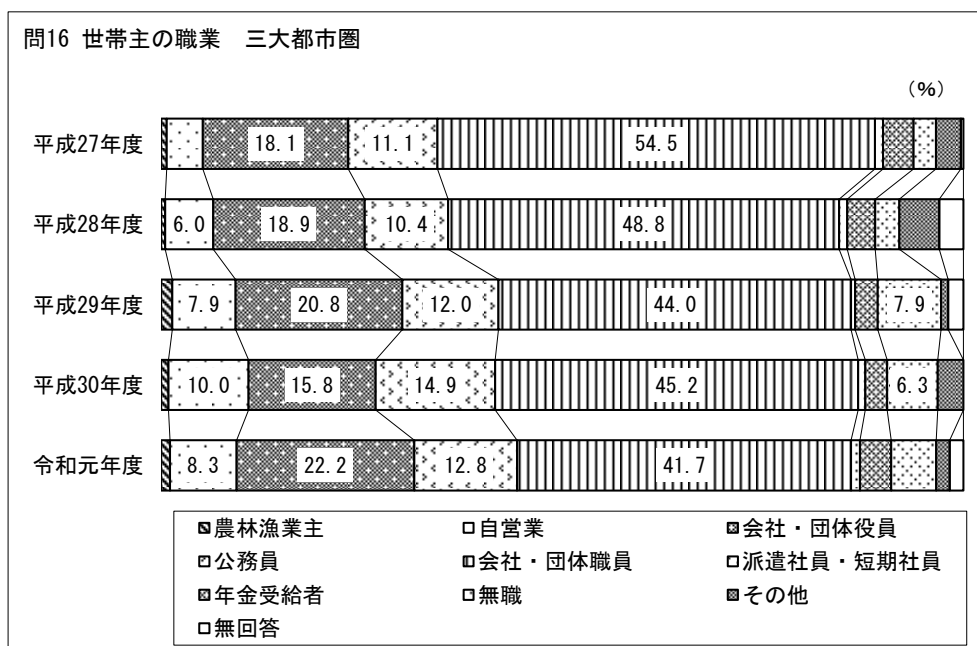 問16 世帯主の職業 三大都市圏
(%)
平成27年度 18.1 11.1 54.5
平成28年度 6.0 18.9 10.4 48.8
平成29年度 7.9 20.8 12.0 44.0 7.9
平成30年度 10.0 15.8 14.9 45.2 6.3
令和元年度 8.3 22.2 12.8 41.7
農林漁業主 自営業 会社・団体役員
公務員 会社・団体職員 派遣社員・短期社員
年金受給者 無職 その他
無回答